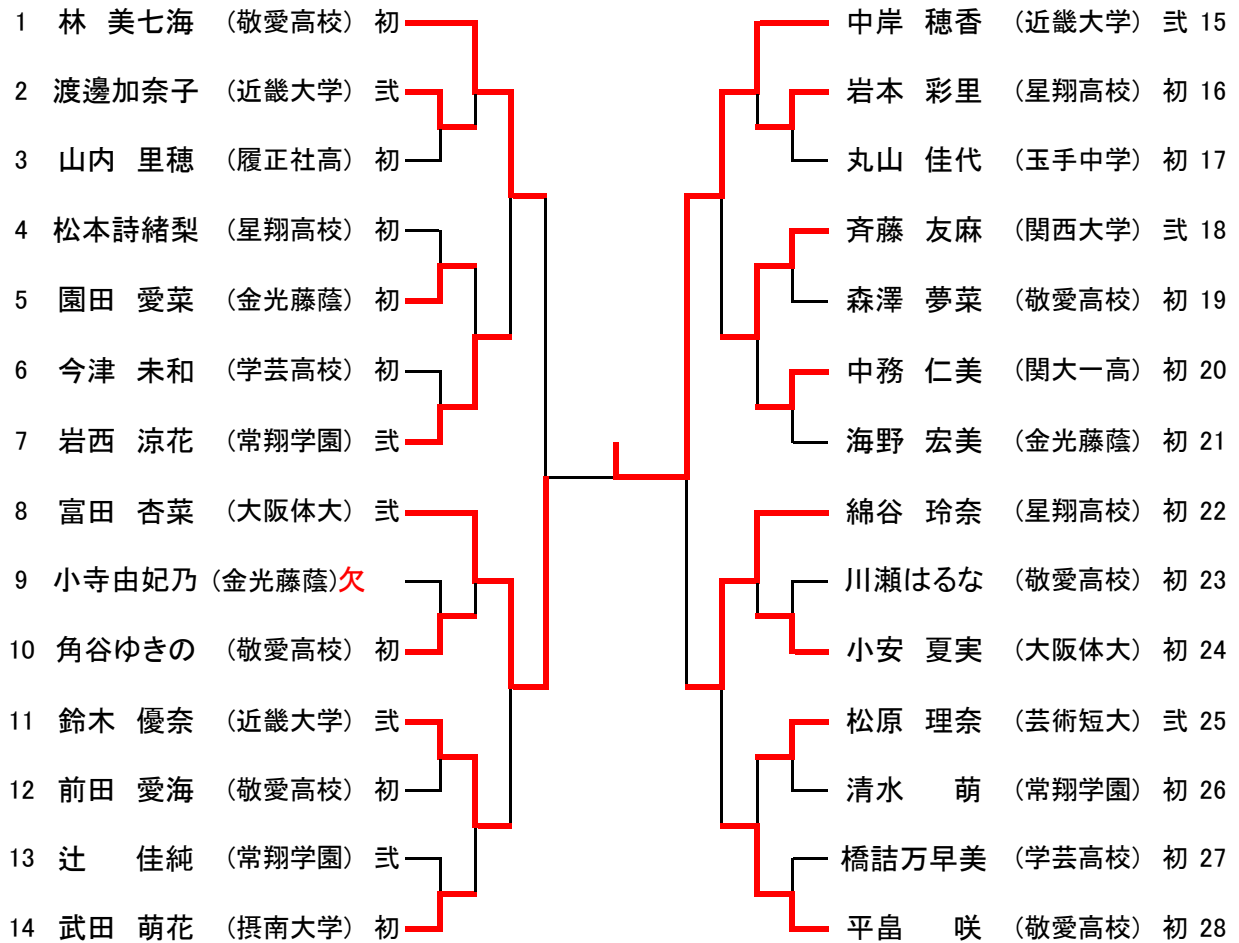 1 林 美七海 (敬愛高校) 初
2 渡邊加奈子 (近畿大学) 弐
3 山内 里穂 (履正社高) 初
4 松本詩緒梨 (星翔高校) 初
5 園田 愛菜 (金光藤蔭) 初
6 今津 未和 (学芸高校) 初
7 岩西 涼花 (常翔学園) 弐
8 富田 杏菜 (大阪体大) 弐
9 小寺由妃乃 (金光藤蔭)欠
10 角谷ゆきの (敬愛高校) 初
11 鈴木 優奈 (近畿大学) 弐
12 前田 愛海 (敬愛高校) 初
13 辻 佳純 (常翔学園) 弐
14 武田 萌花 (摂南大学) 初
中岸 穂香 (近畿大学) 弐 15
岩本 彩里 (星翔高校) 初 16
丸山 佳代 (玉手中学) 初 17
斉藤 友麻 (関西大学) 弐 18
森澤 夢菜 (敬愛高校) 初 19
中務 仁美 (関大一高) 初 20
海野 宏美 (金光藤蔭) 初 21
綿谷 玲奈 (星翔高校) 初 22
川瀬はるな (敬愛高校) 初 23
小安 夏実 (大阪体大) 初 24
松原 理奈 (芸術短大) 弐 25
清水 萌 (常翔学園) 初 26
橋詰万早美 (学芸高校) 初 27
平畠 咲 (敬愛高校) 初 28